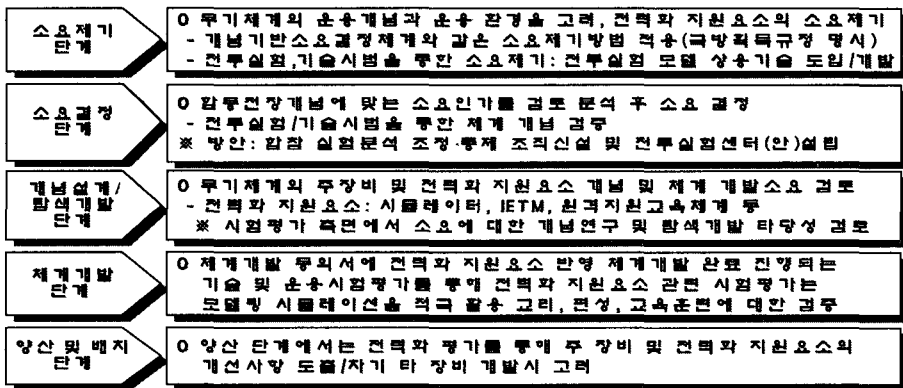 소요제기
단계
O 무기체계의 운용개념과 운용 환경을 고려, 전력화 지원요소의 소요제기
- 개념기반소요결정체계와 같은 소요제기방법 적용(국방획득규정 명시)
- 전투실험,기술시범을 통한 소요제기: 전투실험 모델 상용기술 도입/개발
소요결정
단계
O 합동전장개념에 맞는 소요인가를 검토 분석 후 소요 결정
- 전투실험/기술시범을 통한 체계 개념 검증
※ 방안: 합참 실험분석 조정·통제 조직신설 및 전투실험센터(안)설립
개념설계/
탐색개발
단계
O 무기체계의 주장비 및 전력화 지원요소 개념 및 체계 개발소요 검토
- 전력화 지원요소: 시뮬레이터, IETM, 원격지원교육체계 등
※ 시험평가 측면에서 소요에 대한 개념연구 및 탐색개발 타당성 검토
체계개발
단계
O 체계개발 동의서에 전력화 지원요소 반영 체계개발 완료 진행되는
기술 및 운용시험평가를 통해 전력화 지원요소 관련 시험평가는
모델링 시뮬레이션을 적극 활용 교리, 편성, 교육훈련에 대한 검증
양산 및 배치
단계
O 양산 단계에서는 전력화 평가를 통해 주 장비 및 전력화 지원요소의
개선사항 도출/차기 타 장비 개발시 고려